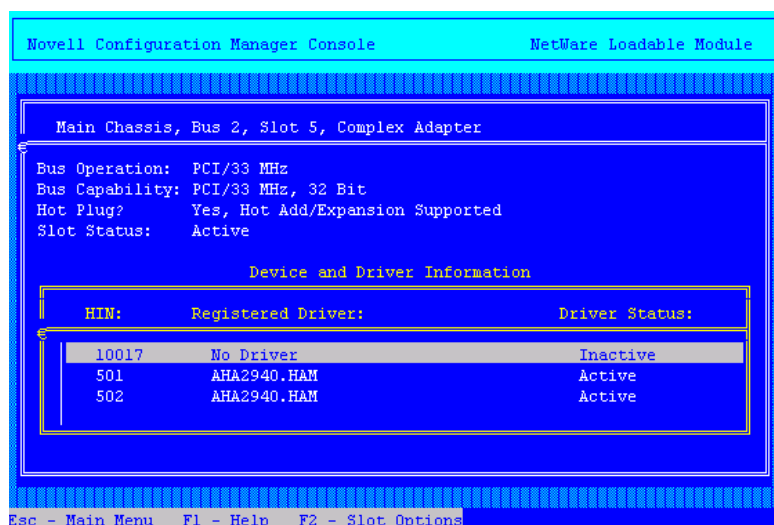 Novell Configuration Manager Console NetWare Loadable Module
Main Chassis, Bus 2, Slot 5, Complex Adapter
Bus Operation: PCI/33 MHz
Bus Capability: PCI/33 MHz, 32 Bit
Hot Plug? Yes, Hot Add/Expansion Supported
Slot Status: Active
Device and Driver Information
HIN: Registered Driver: Driver Status:
10017 No Driver Inactive
501 AHA2940.HAM Active
502 AHA2940.HAM Active
Esc - Main Menu F1 - Help F2 - Slot Options